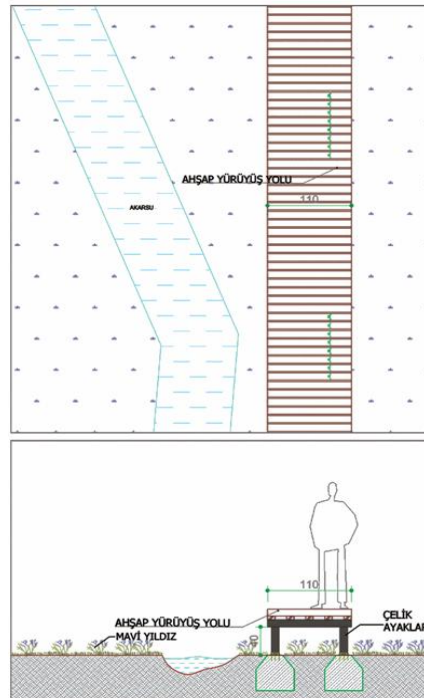 AHŞAP YÜRÜYÜŞ YOLU
110
AKARSU
110
AHŞAP YÜRÜYÜŞ YOLU
MAVİ YILDIZ
ÇELİK
AYAKLAR
40